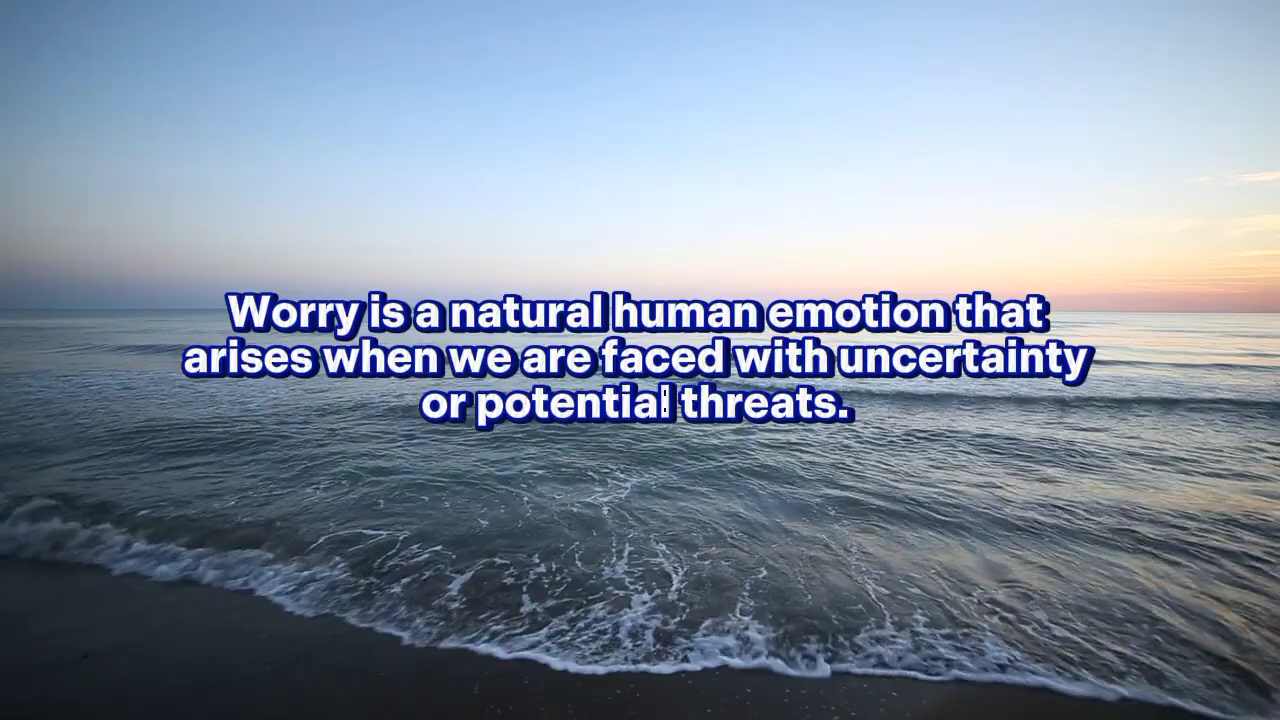 Worry is a natural human emotion that
arises when we are faced with uncertainty
or potential threats.